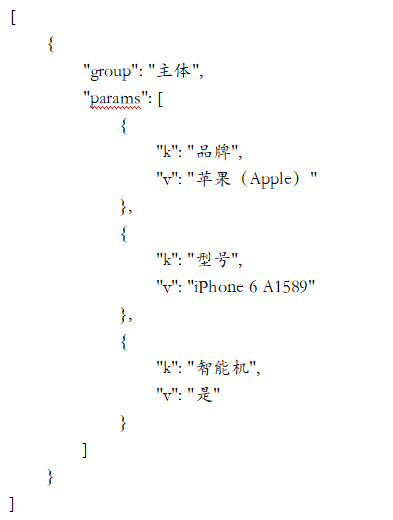 [
{
"group": "主体",
"params": [
{
"k": "品牌",
"v": "苹果（Apple）"
},
{
"k": "型号",
"v": "iPhone 6 A1589"
},
{
"k": "智能机",
"v": "是"
}
]
}
]